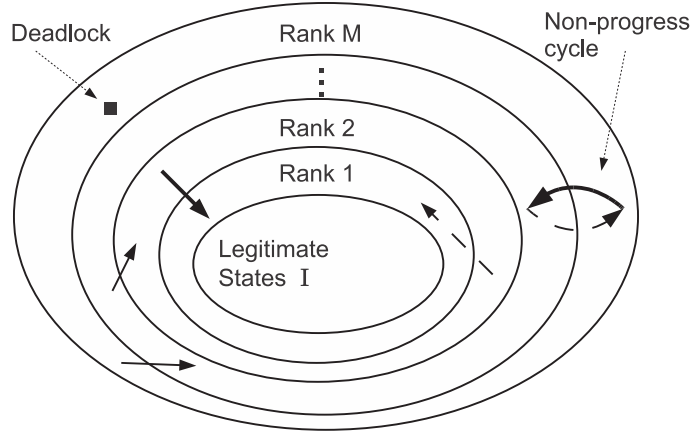 Deadlock
Non-progress
cycle
Rank M
Rank 2
Rank 1
Legitimate
States I